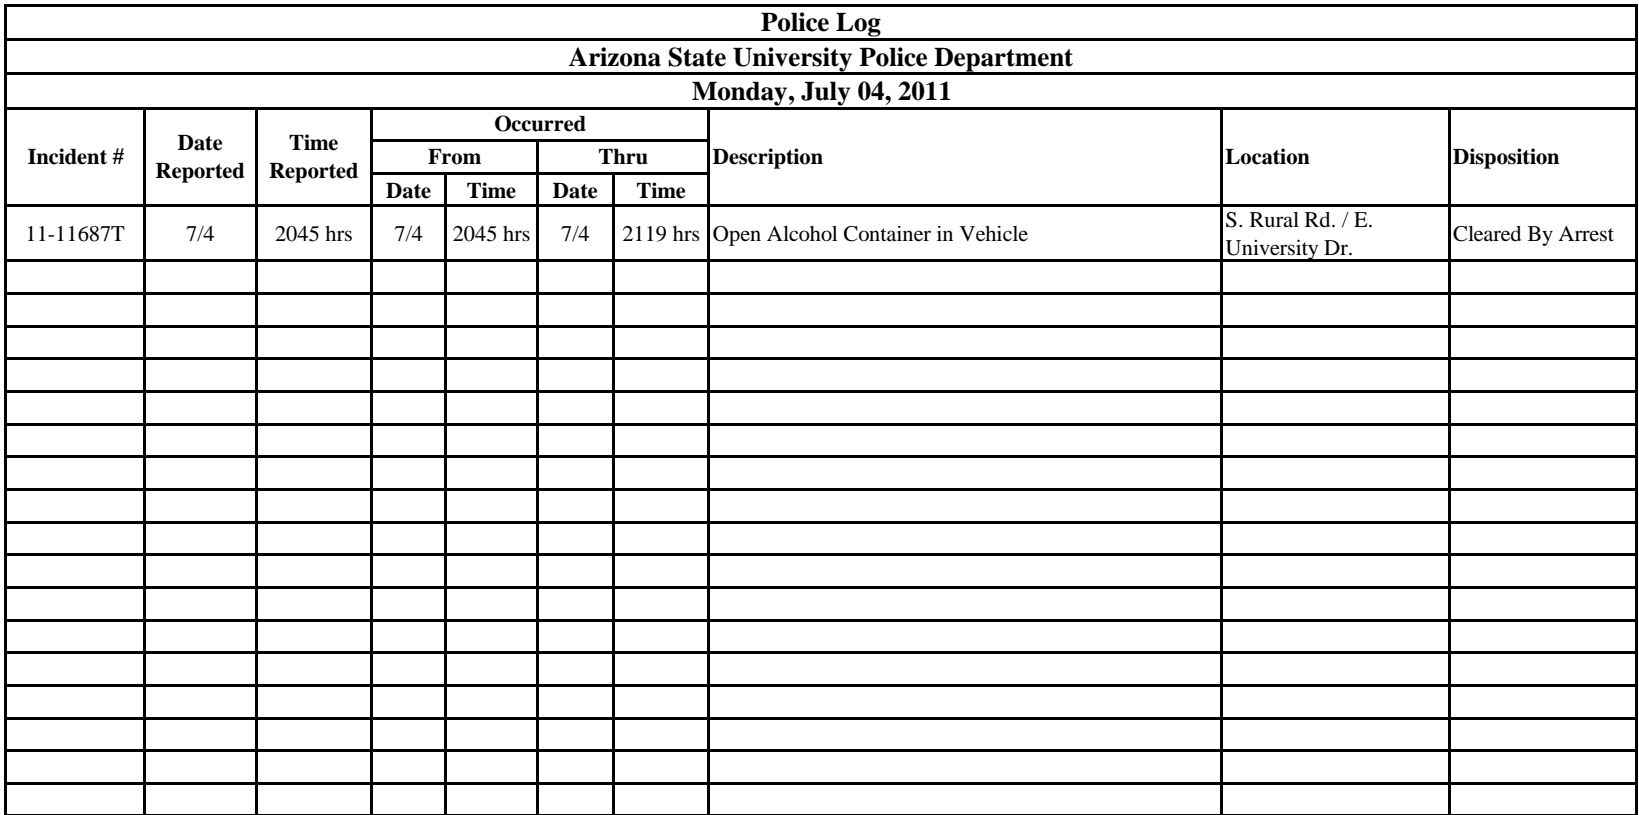 Police Log
Arizona State University Police Department
Monday, July 04, 2011
Incident #
Date
Reported
Time
Reported
Occurred
From
Thru
Date
Time
Date
Time
Description
Location
Disposition
11-11687T
7/4
2045 hrs
7/4
2045 hrs
7/4
2119 hrs
Open Alcohol Container in Vehicle
S. Rural Rd. / E.
University Dr.
Cleared By Arrest